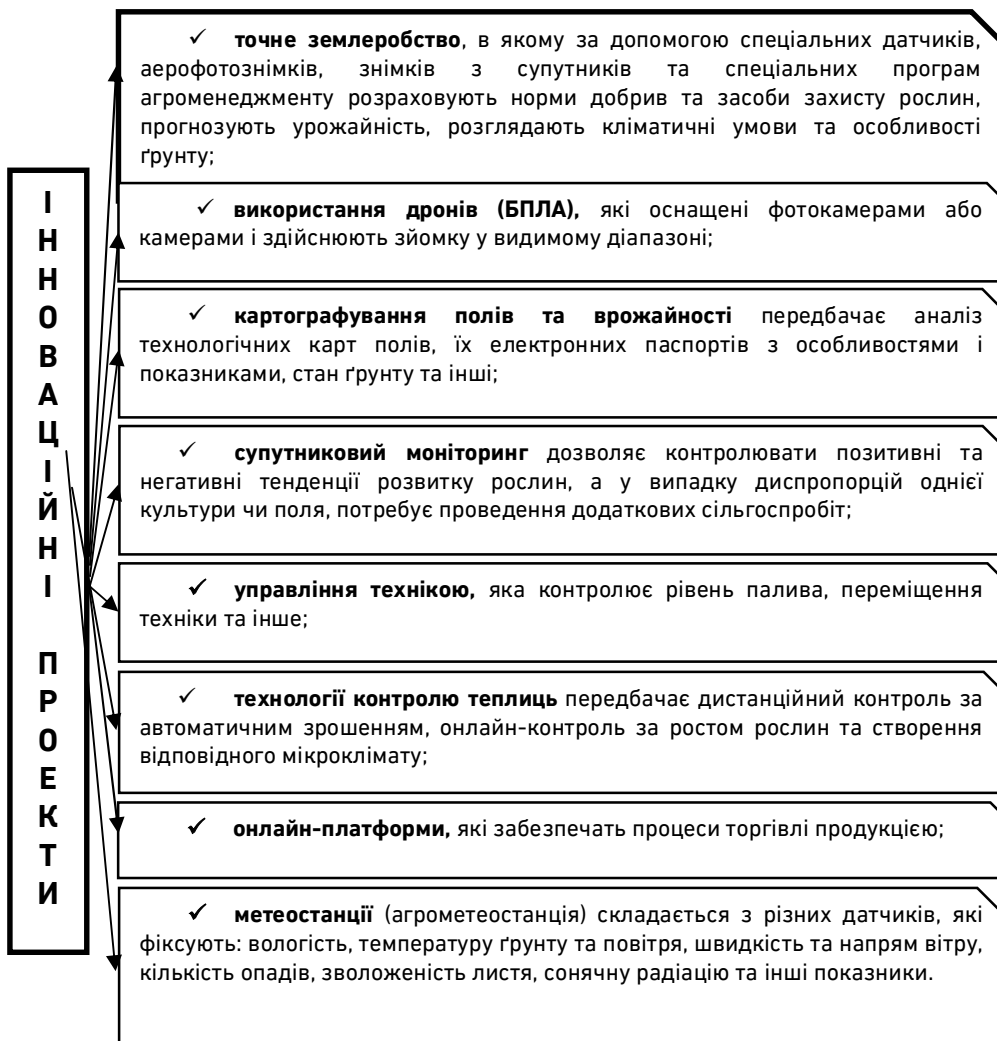 ІННОВАЦІЙНІ ПРОЕКТИ
✓ точне землеробство, в якому за допомогою спеціальних датчиків,
аерофотознімків, знімків з супутників та спеціальних програм
агроменеджменту розраховують норми добрив та засоби захисту рослин,
прогнозують урожайність, розглядають кліматичні умови та особливості
ґрунту;
✓ використання дронів (БПЛА), які оснащені фотокамерами або
камерами і здійснюють зйомку у видимому діапазоні;
✓ картографування полів та врожайності передбачає аналіз
технологічних карт полів, їх електронних паспортів з особливостями і
показниками, стан ґрунту та інші;
✓ супутниковий моніторинг дозволяє контролювати позитивні та
негативні тенденції розвитку рослин, а у випадку диспропорцій однієї
культури чи поля, потребує проведення додаткових сільгоспробіт;
✓ управління технікою, яка контролює рівень палива, переміщення
техніки та інше;
✓ технології контролю теплиць передбачає дистанційний контроль за
автоматичним зрошенням, онлайн-контроль за ростом рослин та створення
відповідного мікроклімату;
✓ онлайн-платформи, які забезпечать процеси торгівлі продукцією;
✓ метеостанції (агрометеостанція) складається з різних датчиків, які
фіксують: вологість, температуру ґрунту та повітря, швидкість та напрям вітру,
кількість опадів, зволоженість листя, сонячну радіацію та інші показники.